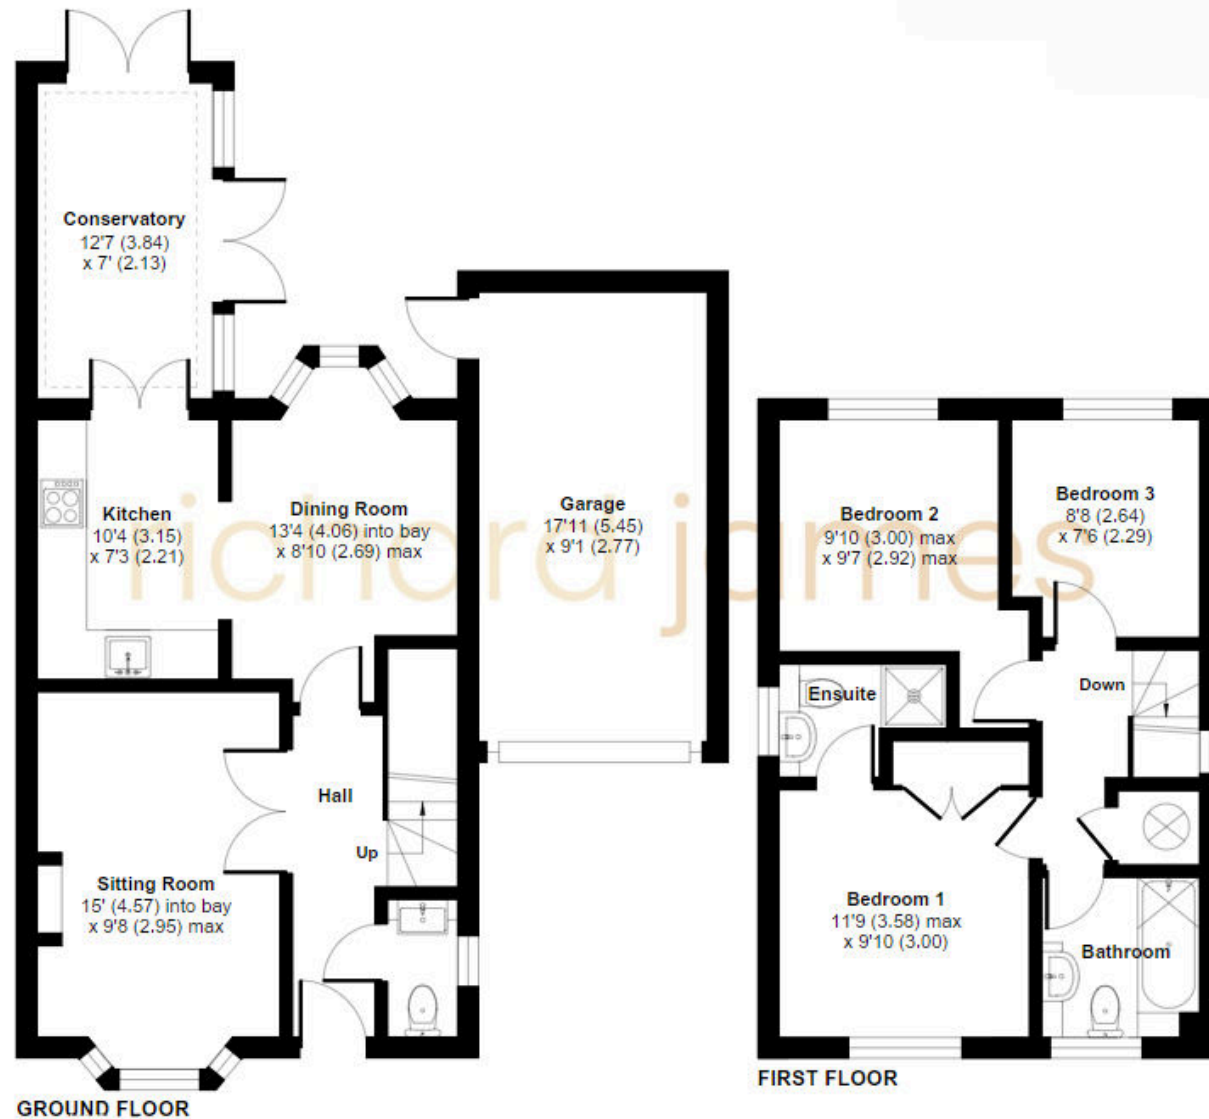 Conservatory
12'7 (3.84)
x 7' (2.13)
Kitchen
10'4 (3.15)
x 7'3 (2.21)
Dining Room
13'4 (4.06) into bay
x 8'10 (2.69) max
Garage
17'11 (5.45)
x 9'1 (2.77)
Bedroom 2
9'10 (3.00) max
x 9'7 (2.92) max
Bedroom 3
8'8 (2.64)
x 7'6 (2.29)
richard james
Ensuite
Down
Hall
Up
Sitting Room
15' (4.57) into bay
x 9'8 (2.95) max
Bedroom 1
11'9 (3.58) max
x 9'10 (3.00)
Bathroom
GROUND FLOOR
FIRST FLOOR